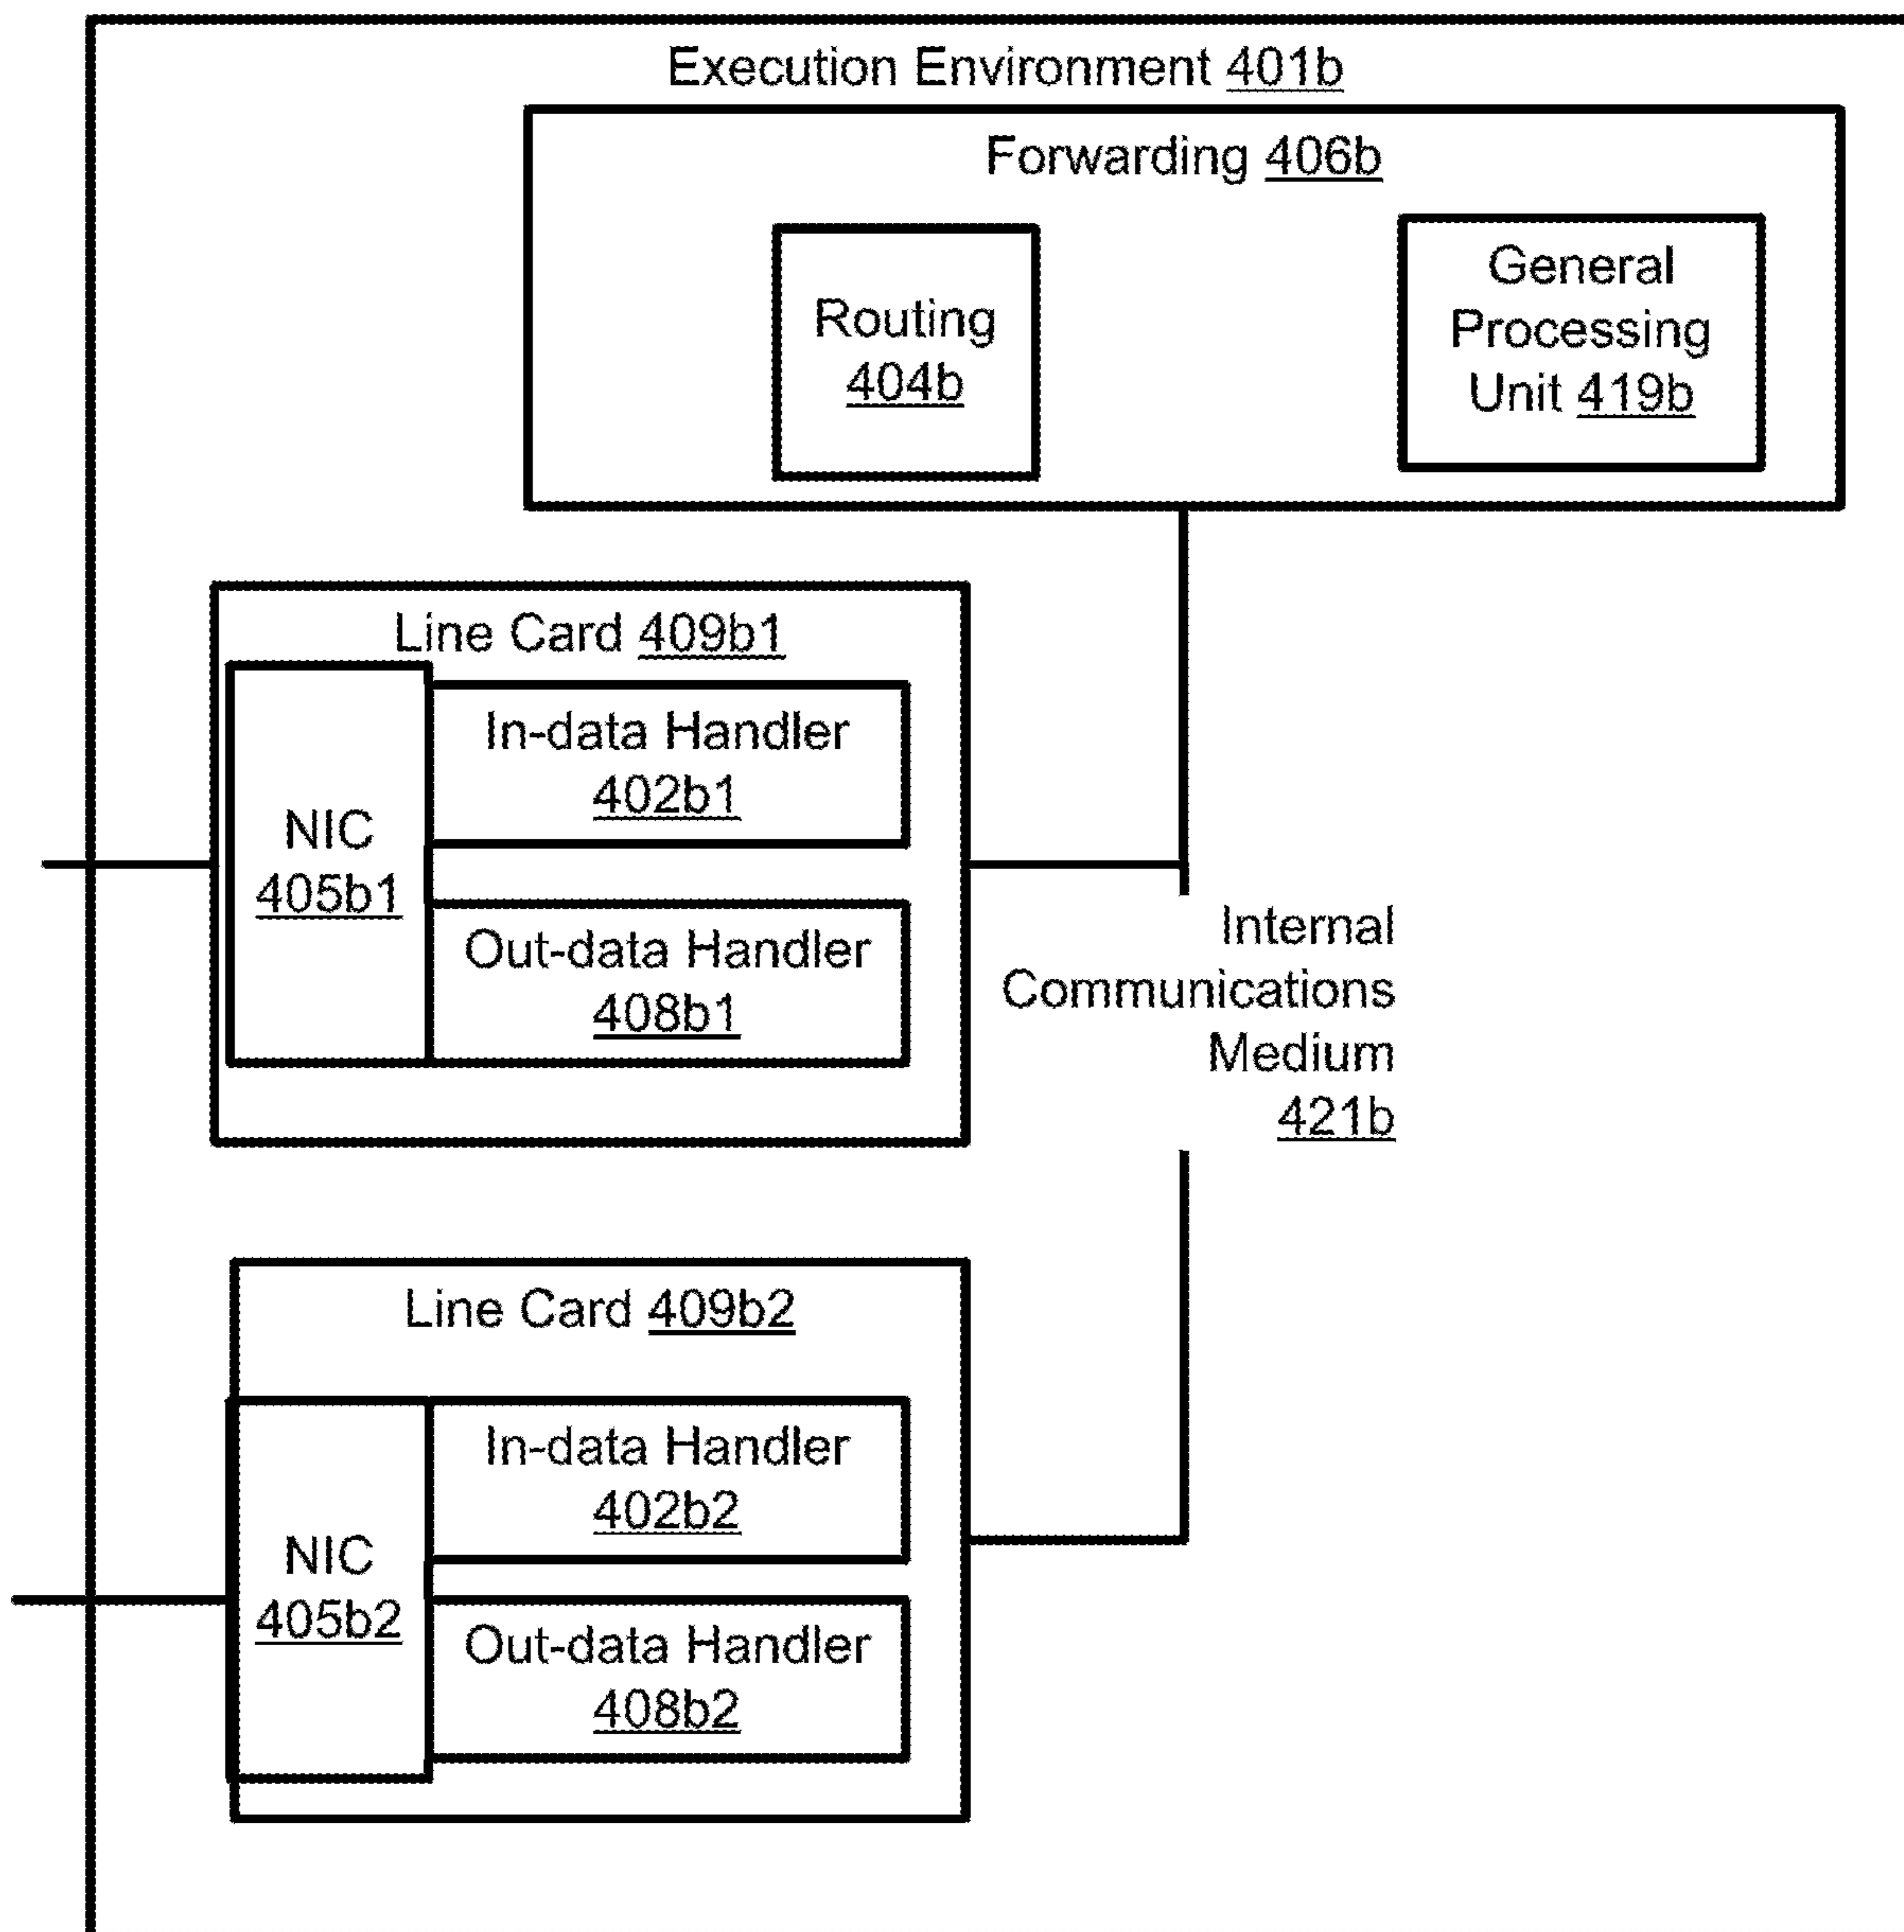 Execution Environment 401b
Forwarding 406b
Routing
404b
General
Processing
Unit 419b
Line Card 409b1
In-data Handler
402b1
NIC
405b1
Out-data Handler
408b1
Internal
Communications
Medium
421b
Line Card 409b2
In-data Handler
402b2
NIC
405b2
Out-data Handler
408b2